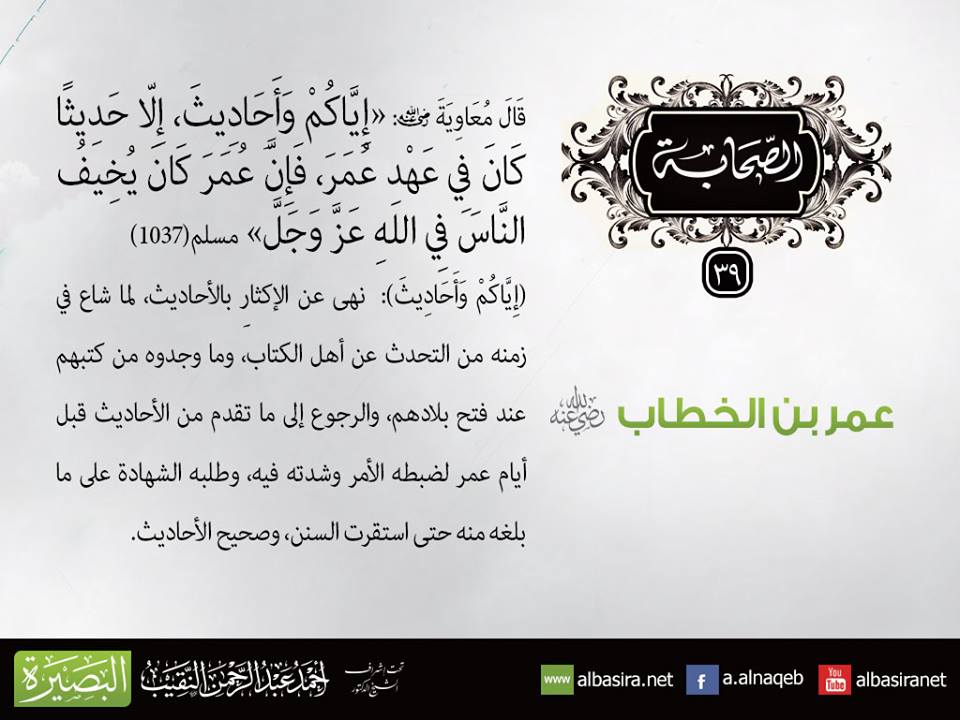 الصحابة
٣٩
عمر بن الخطاب رضي الله عنه
قَالَ مُعَاوِيَةَ رضي الله عنه: «إِيَّاكُمْ وَأَحَادِيثَ، إِلَّا حَدِيثًا
كَانَ فِي عَهْدِ عُمَرَ، فَإِنَّ عُمَرَ كَانَ يُخِيفُ
النَّاسَ فِي اللهِ عَزَّ وَجَلَّ» مسلم(1037)
(إِيَّاكُمْ وَأَحَادِيثَ): نهى عن الإكثارِ بالأحاديث، لما شاع في
زمنه من التحدث عن أهل الكتاب، وما وجدوه من كتبهم
عند فتح بلادهم، والرجوع إلى ما تقدم من الأحاديث قبل
أيام عمر لضبطه الأمر وشدته فيه، وطلبه الشهادة على ما
بلغه منه حتى استقرت السنن، وصحيح الأحاديث.
البَصِيرَة
تحت إشراف
الشيخ الدكتور
أحمد عبد الرحمن النقيب
www albasira.net
f a.alnaqeb
You Tube albasiranet